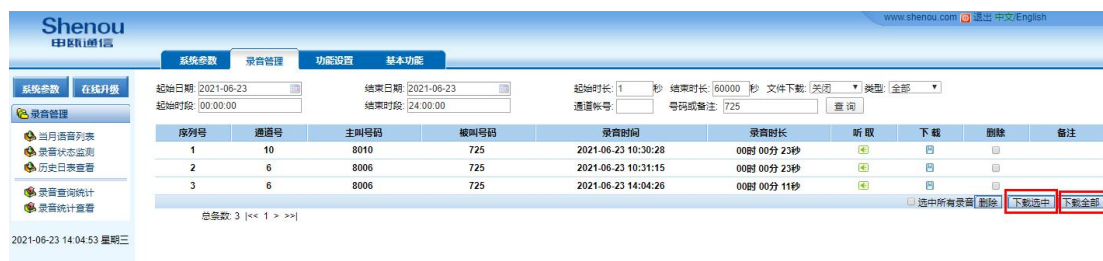 www.shenou.com 退出 中文/English
Shenou
申瓯通信
系统参数 录音管理 功能设置 基本功能
系统参数 在线升级
起始日期: 2021-06-23 结束日期: 2021-06-23 起始时长: 1 秒 结束时长: 60000 秒 文件下载: 关闭 类型: 全部
起始时段: 00:00:00 结束时段: 24:00:00 通道帐号: 号码或备注: 725 查 询
录音管理
当月语音列表
录音状态监测
历史日表查看
录音查询统计
录音统计查看
序列号 通道号 主叫号码 被叫号码 录音时间 录音时长 听 取 下 载 删除 备注
1 10 8010 725 2021-06-23 10:30:28 00时 00分 23秒
2 6 8006 725 2021-06-23 10:31:15 00时 00分 23秒
3 6 8006 725 2021-06-23 14:04:26 00时 00分 11秒
选中所有录音 删除 下载选中 下载全部
总条数: 3 |<< 1 > >>|
2021-06-23 14:04:53 星期三